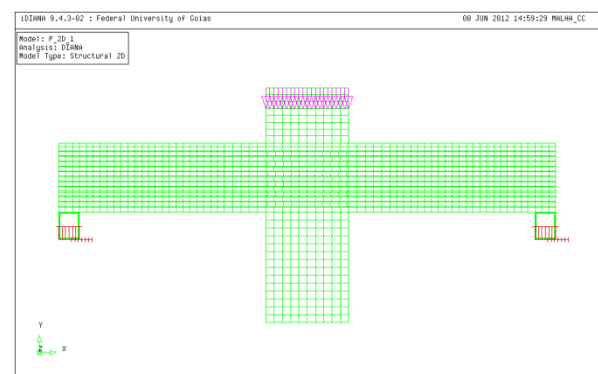 iDIANA 9.4.3-02 : Federal University of Goias 08 JUN 2012 14:59:29 MALHA_CC
Model: P_2D_1
Analysis: DIANA
Model Type: Structural 2D
Y
Z X